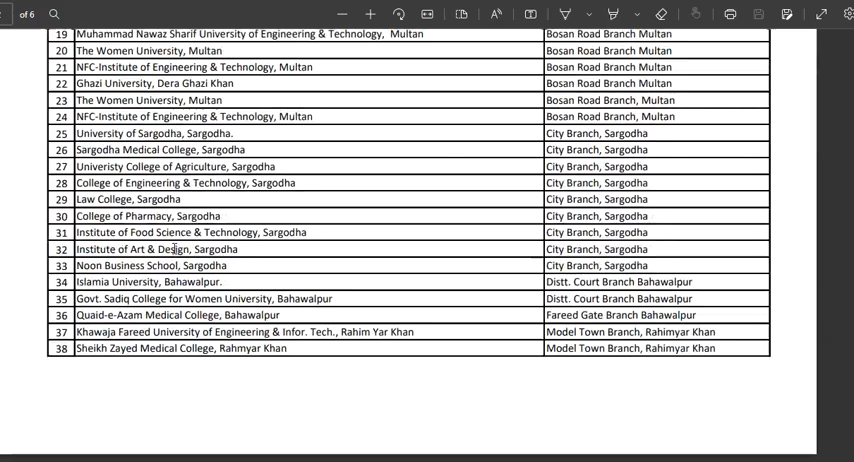 of 6
19 Muhammad Nawaz Sharif University of Engineering & Technology, Multan Bosan Road Branch Multan
20 The Women University, Multan Bosan Road Branch Multan
21 NFC-Institute of Engineering & Technology, Multan Bosan Road Branch Multan
22 Ghazi University, Dera Ghazi Khan Bosan Road Branch Multan
23 The Women University, Multan Bosan Road Branch, Multan
24 NFC-Institute of Engineering & Technology, Multan Bosan Road Branch, Multan
25 University of Sargodha, Sargodha. City Branch, Sargodha
26 Sargodha Medical College, Sargodha City Branch, Sargodha
27 Univeristy College of Agriculture, Sargodha City Branch, Sargodha
28 College of Engineering & Technology, Sargodha City Branch, Sargodha
29 Law College, Sargodha City Branch, Sargodha
30 College of Pharmacy, Sargodha City Branch, Sargodha
31 Institute of Food Science & Technology, Sargodha City Branch, Sargodha
32 Institute of Art & Design, Sargodha City Branch, Sargodha
33 Noon Business School, Sargodha City Branch, Sargodha
34 Islamia University, Bahawalpur. Distt. Court Branch Bahawalpur
35 Govt. Sadiq College for Women University, Bahawalpur Distt. Court Branch Bahawalpur
36 Quaid-e-Azam Medical College, Bahawalpur Fareed Gate Branch Bahawalpur
37 Khawaja Fareed University of Engineering & Infor. Tech., Rahim Yar Khan Model Town Branch, Rahimyar Khan
38 Sheikh Zayed Medical College, Rahmyar Khan Model Town Branch, Rahimyar Khan